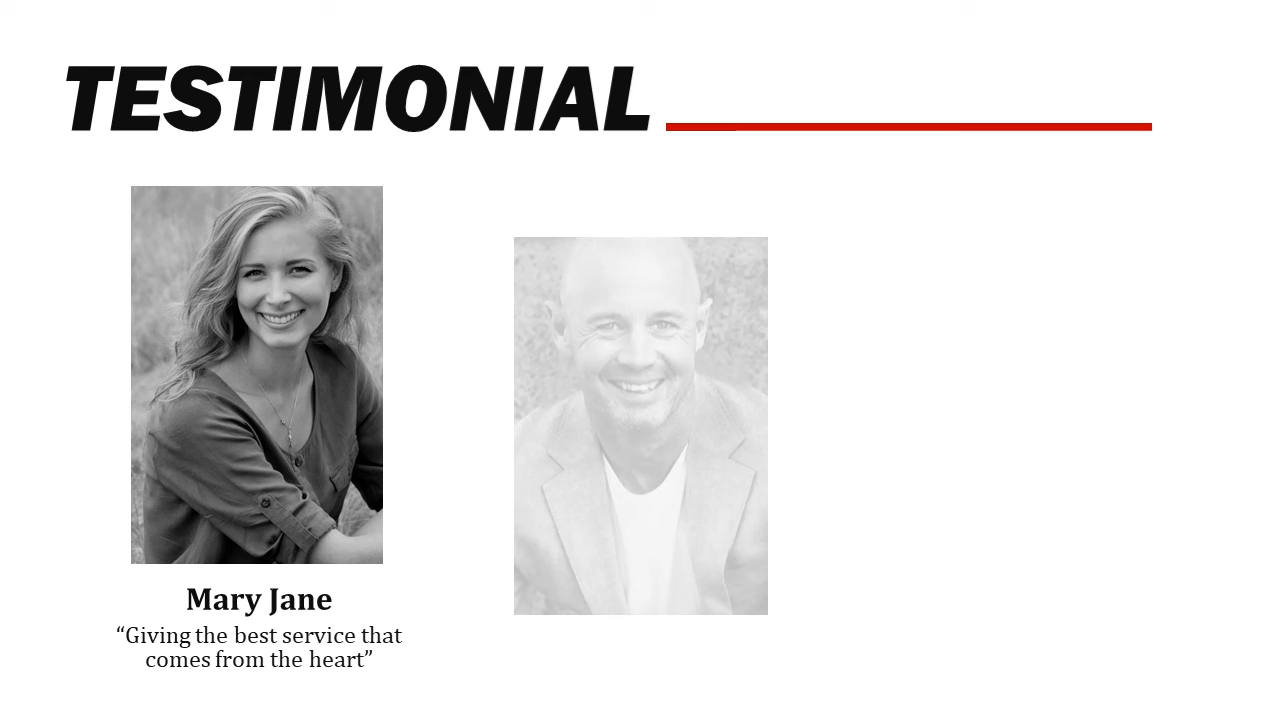 TESTIMONIAL
Mary Jane
“Giving the best service that
comes from the heart”